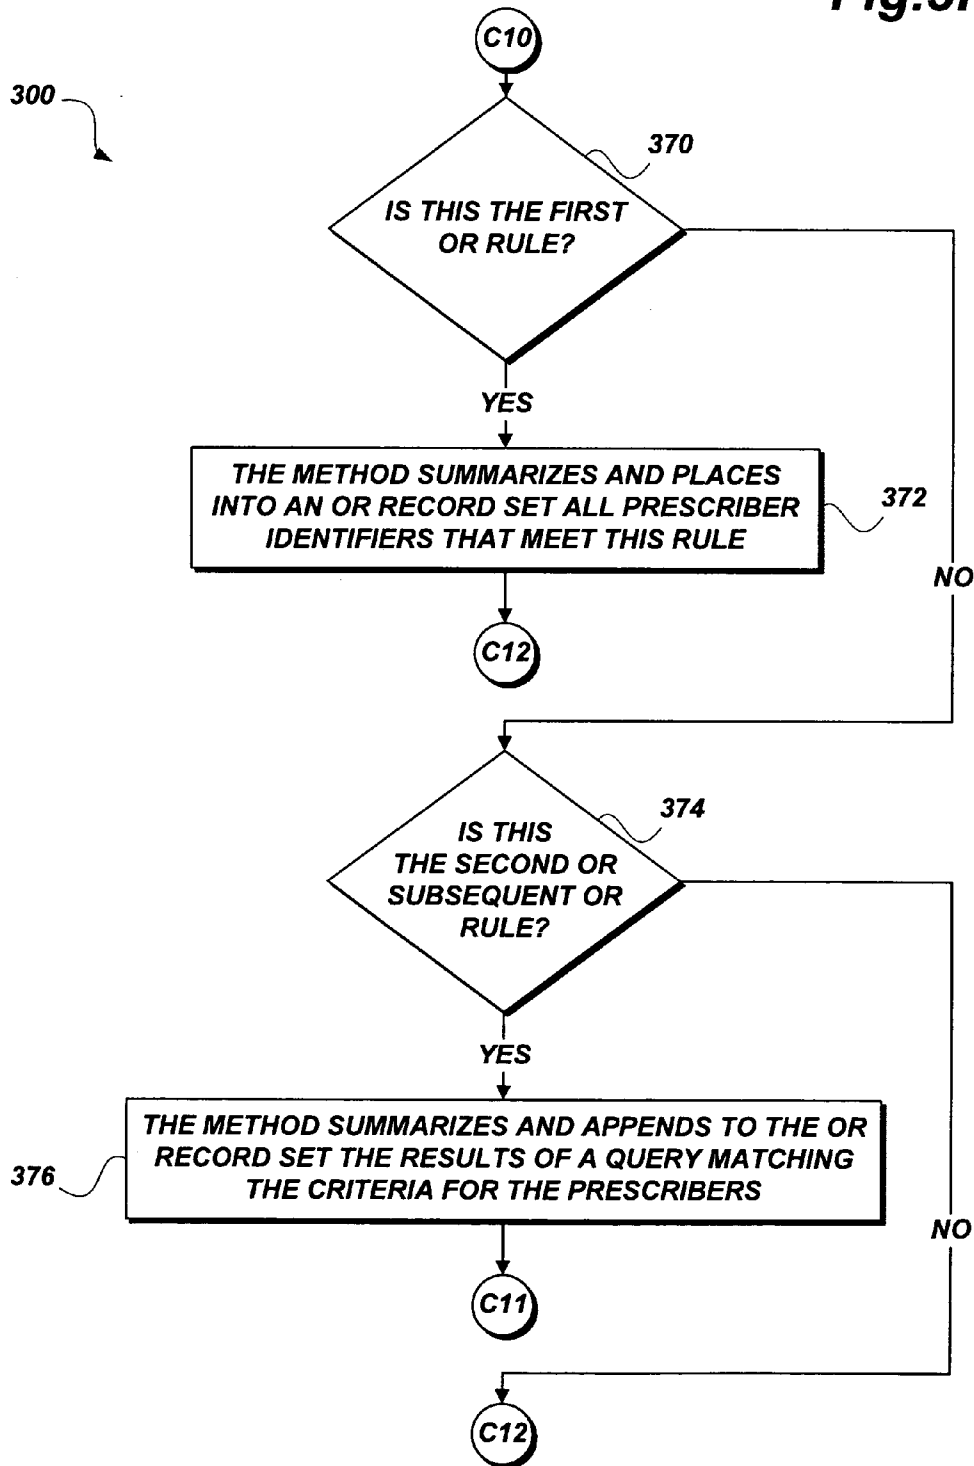 C10
300
370
IS THIS THE FIRST
OR RULE?
YES
THE METHOD SUMMARIZES AND PLACES
INTO AN OR RECORD SET ALL PRESCRIBER
IDENTIFIERS THAT MEET THIS RULE
372
NO
C12
374
IS THIS
THE SECOND OR
SUBSEQUENT OR
RULE?
YES
THE METHOD SUMMARIZES AND APPENDS TO THE OR
RECORD SET THE RESULTS OF A QUERY MATCHING
THE CRITERIA FOR THE PRESCRIBERS
376
NO
C11
C12